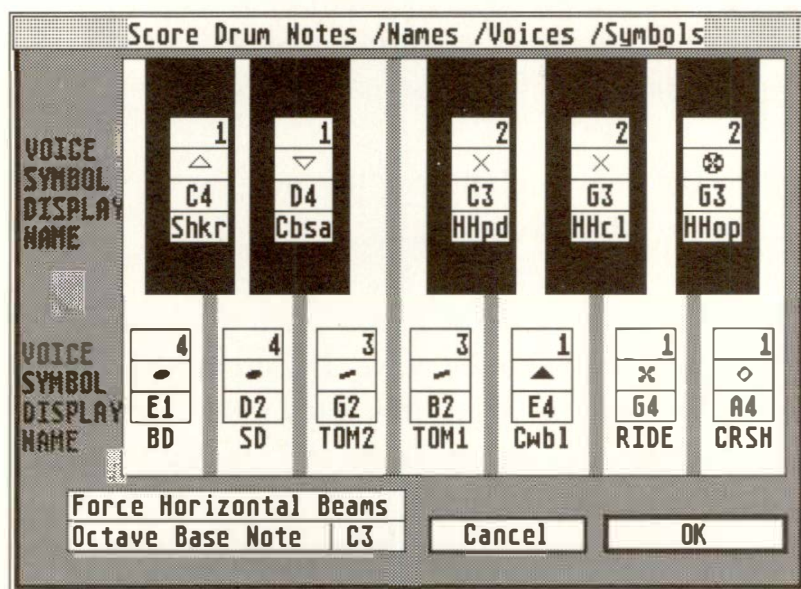 Score Drum Notes /Names /Voices /Symbols
VOICE 1 1 2 2 2
SYMBOL
DISPLAY C4 D4 C3 G3 G3
NAME Shkr Cbsa HHpd HHcl HHop
VOICE 4 4 3 3 1 1 1
SYMBOL
DISPLAY E1 D2 G2 B2 E4 G4 A4
NAME BD SD TOM2 TOM1 Cwbl RIDE CRSH
Force Horizontal Beams
Octave Base Note C3
Cancel
OK